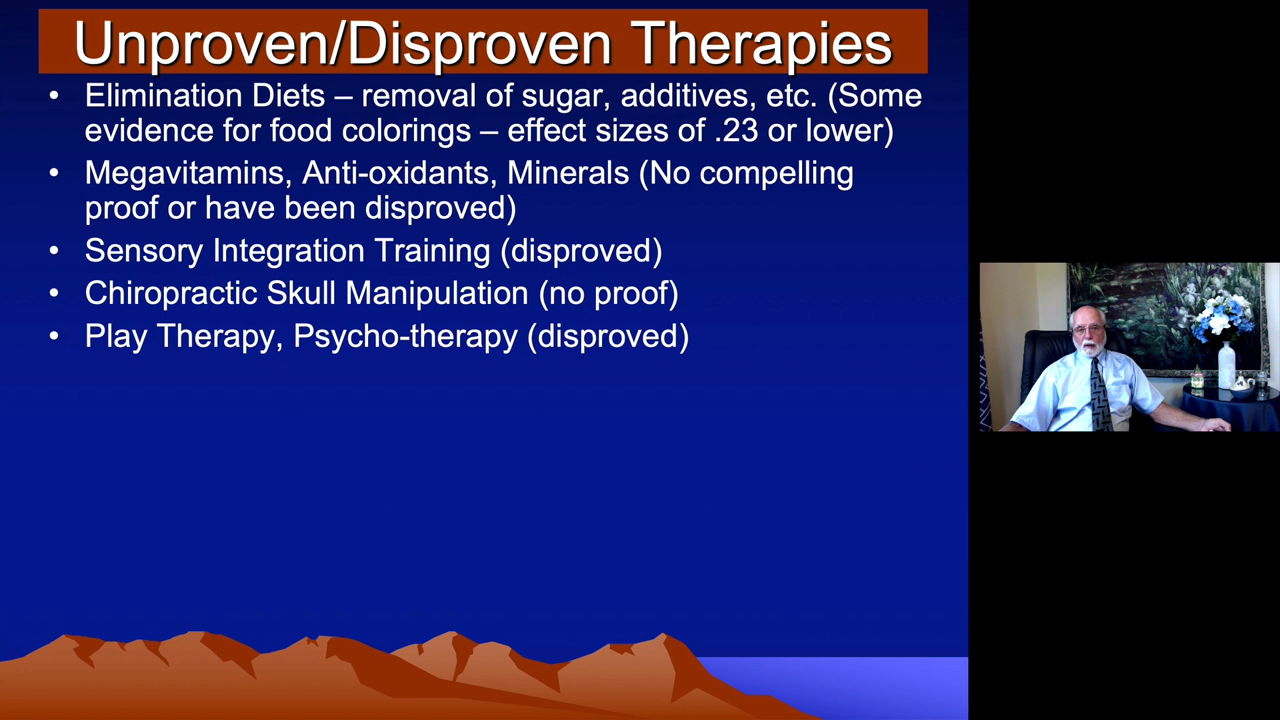 Unproven/Disproven Therapies
• Elimination Diets – removal of sugar, additives, etc. (Some
evidence for food colorings – effect sizes of .23 or lower)
• Megavitamins, Anti-oxidants, Minerals (No compelling
proof or have been disproved)
• Sensory Integration Training (disproved)
• Chiropractic Skull Manipulation (no proof)
• Play Therapy, Psycho-therapy (disproved)